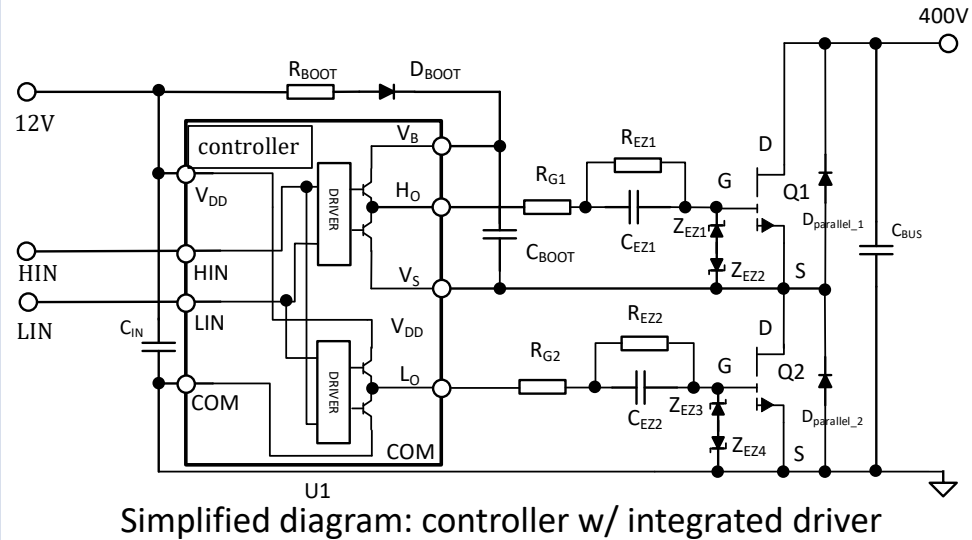 400V
R_BOOT
D_BOOT
12V
controller
V_B
R_EZ1
D
V_DD
DRIVER
H_O
R_G1
G
Q1
C_EZ1
Z_EZ1
D_parallel_1
C_BUS
HIN
HIN
C_BOOT
V_S
Z_EZ2
S
LIN
LIN
C_IN
V_DD
R_EZ2
D
DRIVER
L_O
R_G2
G
Q2
COM
C_EZ2
Z_EZ3
D_parallel_2
COM
Z_EZ4
S
U1
Simplified diagram: controller w/ integrated driver